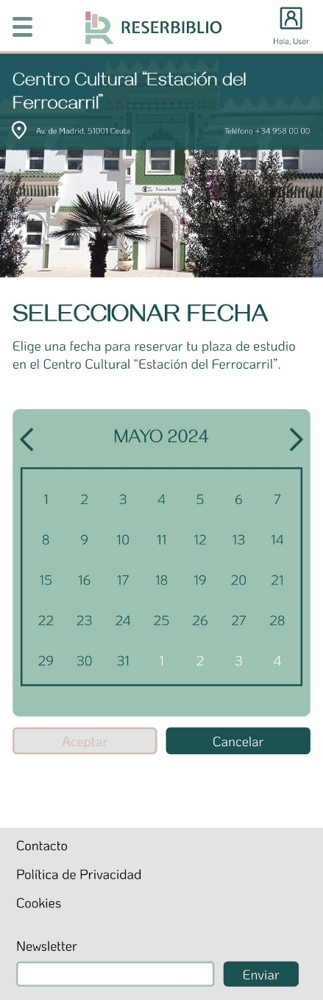 RESERBIBLIO
Hola, User
Centro Cultural “Estación del
Ferrocarril”
Av. de Madrid, 51001 Ceuta
Teléfono +34 958 00 00
SELECCIONAR FECHA
Elige una fecha para reservar tu plaza de estudio
en el Centro Cultural “Estación del Ferrocarril”.
MAYO 2024
1 2 3 4 5 6 7
8 9 10 11 12 13 14
15 16 17 18 19 20 21
22 23 24 25 26 27 28
29 30 31 1 2 3 4
Aceptar
Cancelar
Contacto
Política de Privacidad
Cookies
Newsletter
Enviar